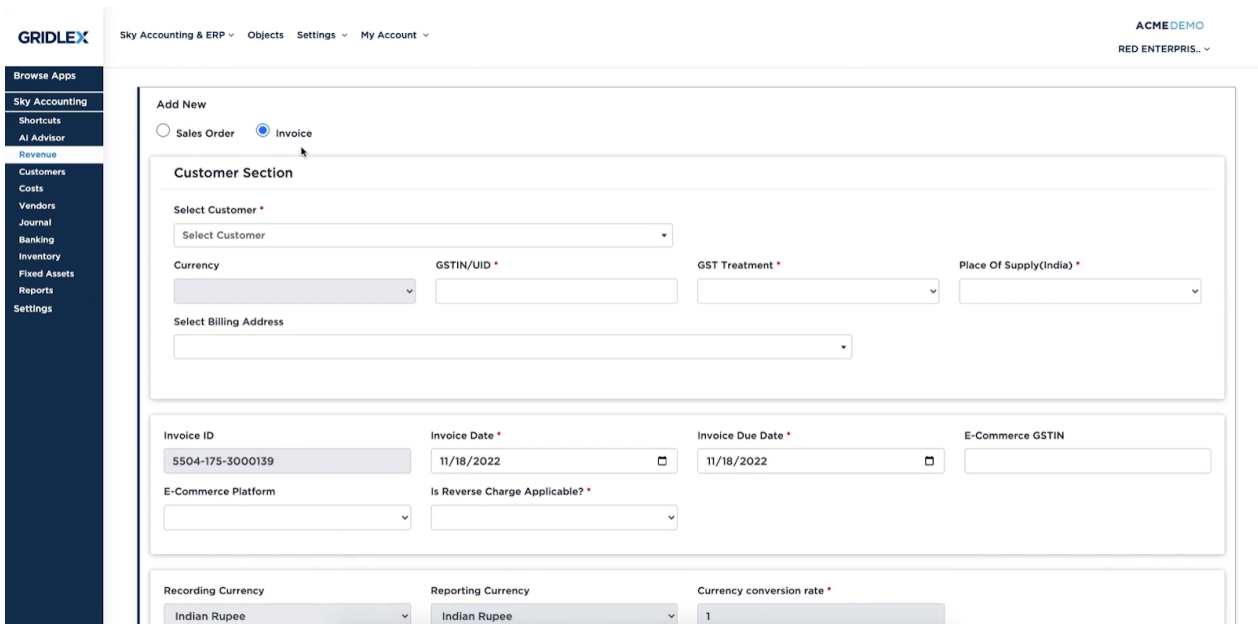 GRIDLEX
Sky Accounting & ERP Objects Settings My Account
ACMEDEMO
RED ENTERPRIS..
Browse Apps
Sky Accounting
Shortcuts
AI Advisor
Revenue
Customers
Costs
Vendors
Journal
Banking
Inventory
Fixed Assets
Reports
Settings
Add New
Sales Order Invoice
Customer Section
Select Customer *
Select Customer
Currency GSTIN/UID * GST Treatment * Place Of Supply(India) *
Select Billing Address
Invoice ID Invoice Date * Invoice Due Date * E-Commerce GSTIN
5504-175-3000139 11/18/2022 11/18/2022
E-Commerce Platform Is Reverse Charge Applicable? *
Recording Currency Reporting Currency Currency conversion rate *
Indian Rupee Indian Rupee 1